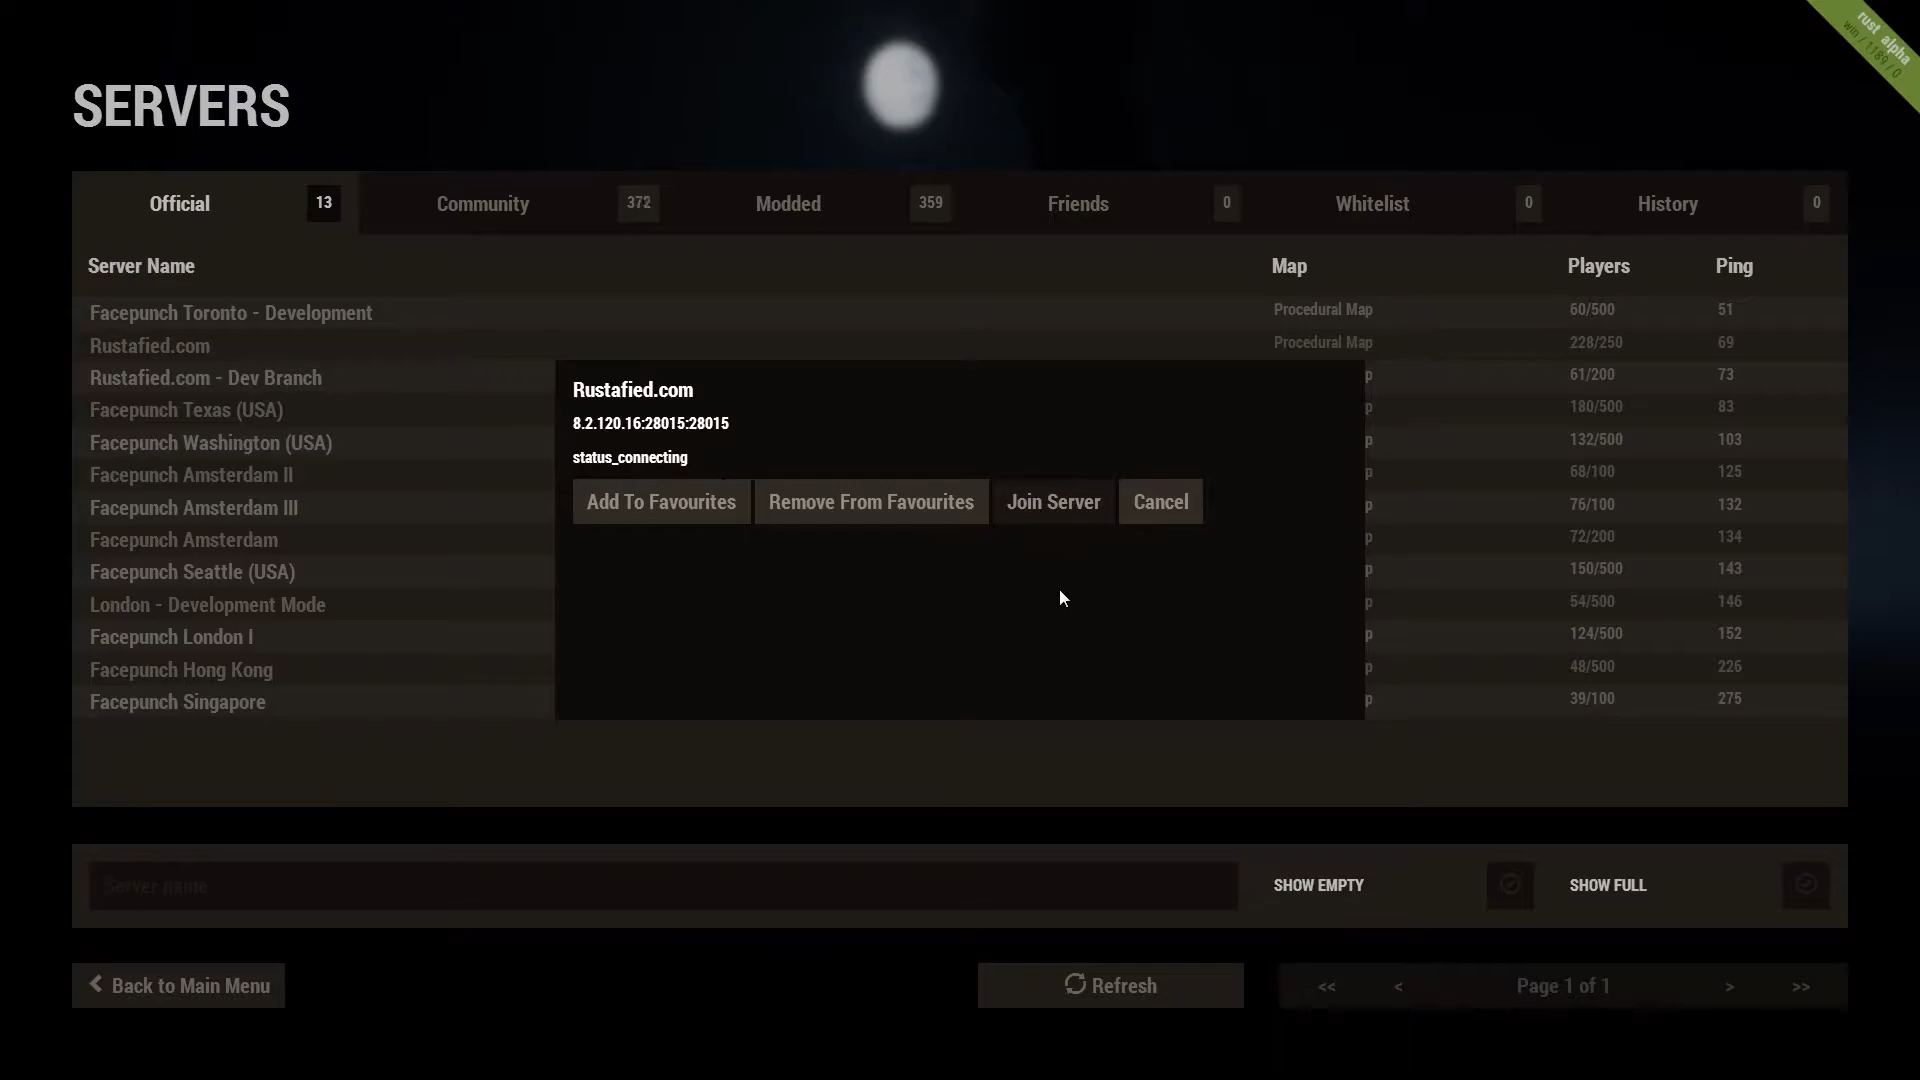 rust alpha
win / 1189 / 0
SERVERS
Official 13 Community 372 Modded 359 Friends 0 Whitelist 0 History 0
Server Name Map Players Ping
Facepunch Toronto - Development Procedural Map 60/500 51
Rustafied.com Procedural Map 228/250 69
Rustafied.com - Dev Branch p 61/200 73
Facepunch Texas (USA) p 180/500 83
Facepunch Washington (USA) p 132/500 103
Facepunch Amsterdam II p 68/100 125
Facepunch Amsterdam III p 76/100 132
Facepunch Amsterdam p 72/200 134
Facepunch Seattle (USA) p 150/500 143
London - Development Mode p 54/500 146
Facepunch London I p 124/500 152
Facepunch Hong Kong p 48/500 226
Facepunch Singapore p 39/100 275
Rustafied.com
8.2.120.16:28015:28015
status_connecting
Add To Favourites Remove From Favourites Join Server Cancel
Server name SHOW EMPTY SHOW FULL
Back to Main Menu Refresh << < Page 1 of 1 > >>